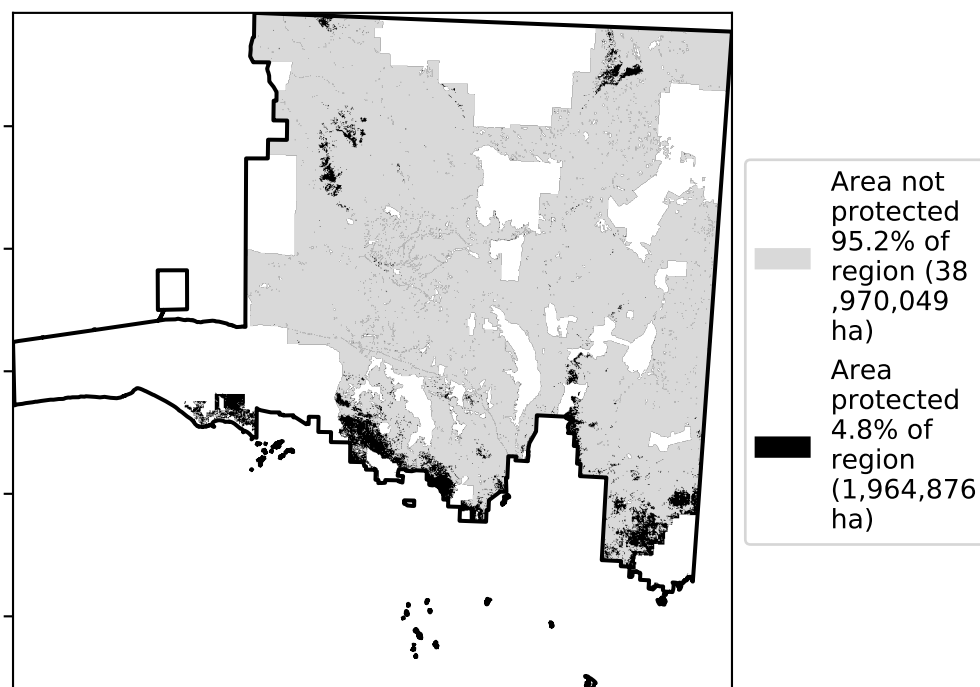 Area not
protected
95.2% of
region (38
,970,049
ha)
Area
protected
4.8% of
region
(1,964,876
ha)